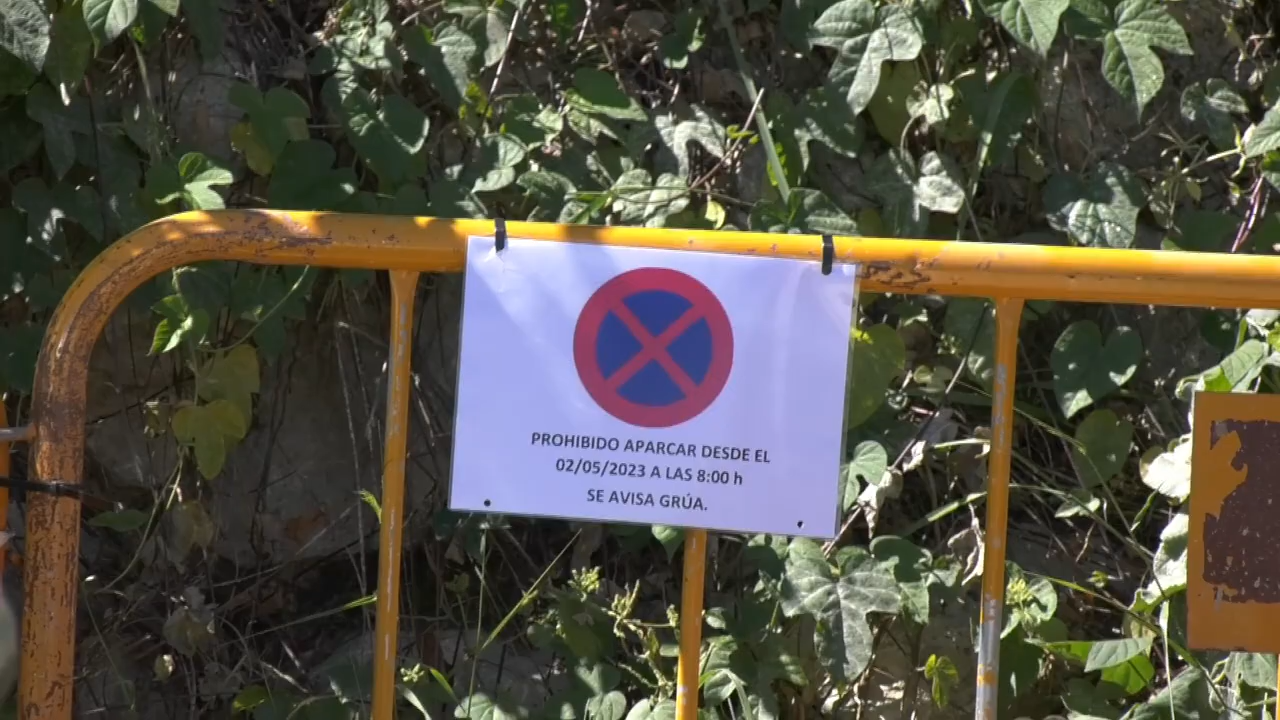 PROHIBIDO APARCAR DESDE EL
02/05/2023 A LAS 8:00 h
SE AVISA GRÚA.